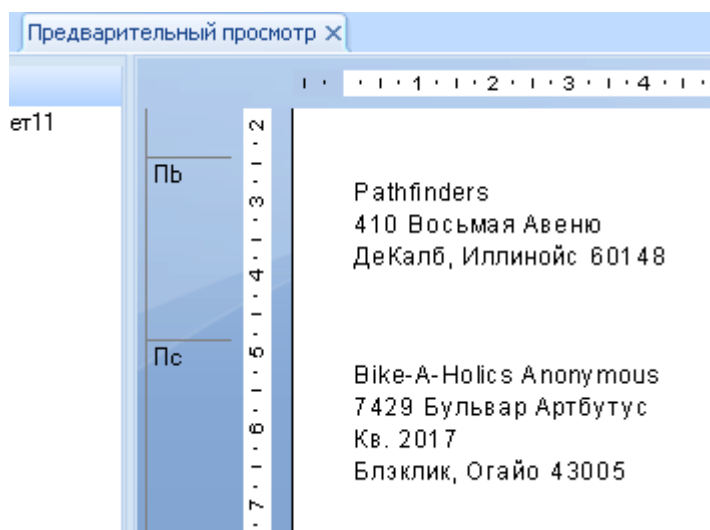 Предварительный просмотр
ет11
1 2 3 4
2 3 4 5 6 7
Пb
Pathfinders
410 Восьмая Авеню
ДеКалб, Иллинойс 60148
Пс
Bike-A-Holics Anonymous
7429 Бульвар Артбутус
Кв. 2017
Блэклик, Огайо 43005